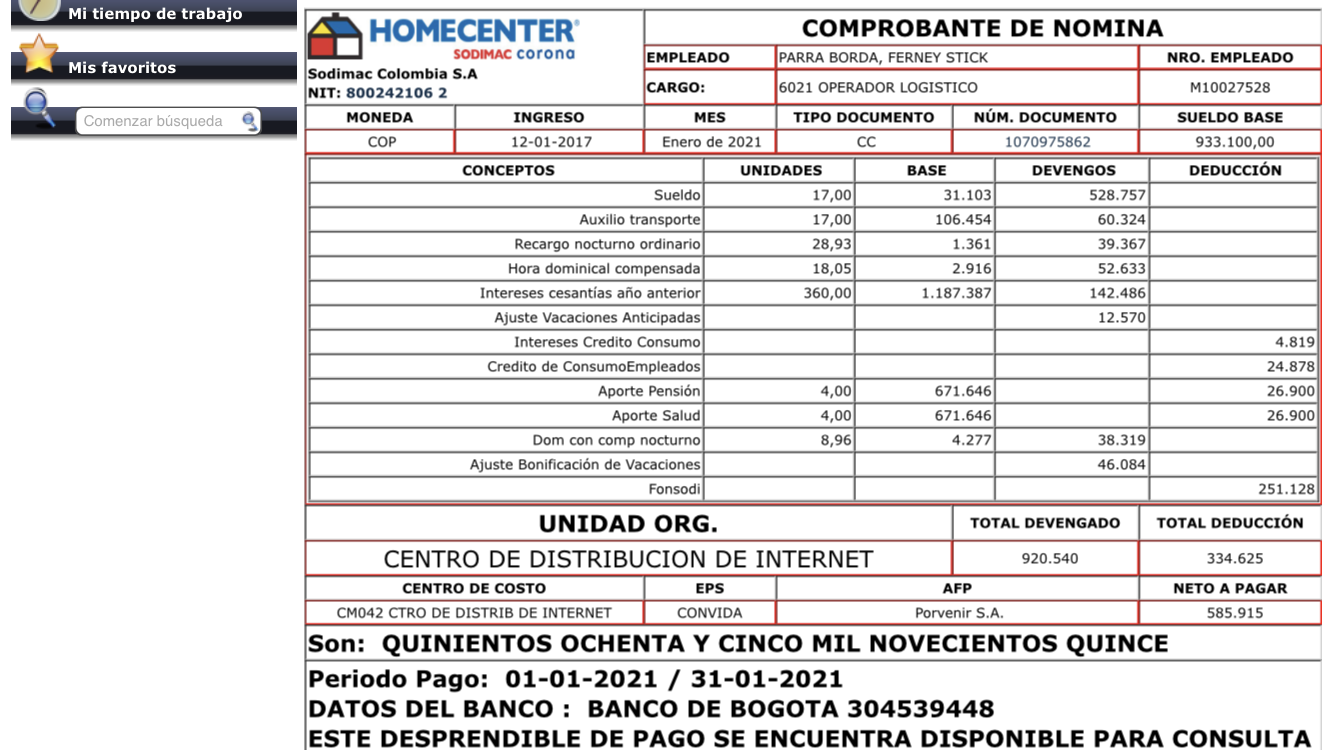 Mi tiempo de trabajo
Mis favoritos
Comenzar búsqueda
HOMECENTER®
SODIMAC corona
Sodimac Colombia S.A
NIT: 800242106 2
COMPROBANTE DE NOMINA
EMPLEADO PARRA BORDA, FERNEY STICK NRO. EMPLEADO
CARGO: 6021 OPERADOR LOGISTICO M10027528
MONEDA INGRESO MES TIPO DOCUMENTO NÚM. DOCUMENTO SUELDO BASE
COP 12-01-2017 Enero de 2021 CC 1070975862 933.100,00
CONCEPTOS UNIDADES BASE DEVENGOS DEDUCCIÓN
Sueldo 17,00 31.103 528.757
Auxilio transporte 17,00 106.454 60.324
Recargo nocturno ordinario 28,93 1.361 39.367
Hora dominical compensada 18,05 2.916 52.633
Intereses cesantías año anterior 360,00 1.187.387 142.486
Ajuste Vacaciones Anticipadas 12.570
Intereses Credito Consumo 4.819
Credito de ConsumoEmpleados 24.878
Aporte Pensión 4,00 671.646 26.900
Aporte Salud 4,00 671.646 26.900
Dom con comp nocturno 8,96 4.277 38.319
Ajuste Bonificación de Vacaciones 46.084
Fonsodi 251.128
UNIDAD ORG. TOTAL DEVENGADO TOTAL DEDUCCIÓN
CENTRO DE DISTRIBUCION DE INTERNET 920.540 334.625
CENTRO DE COSTO EPS AFP NETO A PAGAR
CM042 CTRO DE DISTRIB DE INTERNET CONVIDA Porvenir S.A. 585.915
Son: QUINIENTOS OCHENTA Y CINCO MIL NOVECIENTOS QUINCE
Periodo Pago: 01-01-2021 / 31-01-2021
DATOS DEL BANCO : BANCO DE BOGOTA 304539448
ESTE DESPRENDIBLE DE PAGO SE ENCUENTRA DISPONIBLE PARA CONSULTA